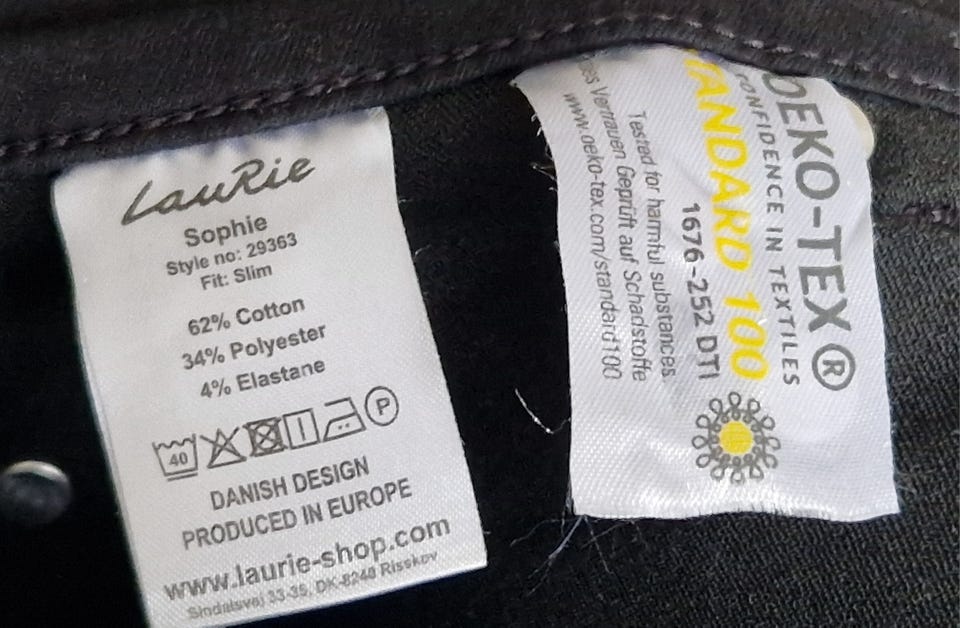 LauRie
Sophie
Style no: 29363
Fit: Slim
62% Cotton
34% Polyester
4% Elastane
40
P
DANISH DESIGN
PRODUCED IN EUROPE
www.laurie-shop.com
Sindalsvej 33-35, DK-8240 Risskov
OEKO-TEX®
CONFIDENCE IN TEXTILES
STANDARD 100
1676-252 DTI
Tested for harmful substances.
Vertrauen Geprüft auf Schadstoffe
www.oeko-tex.com/standard100